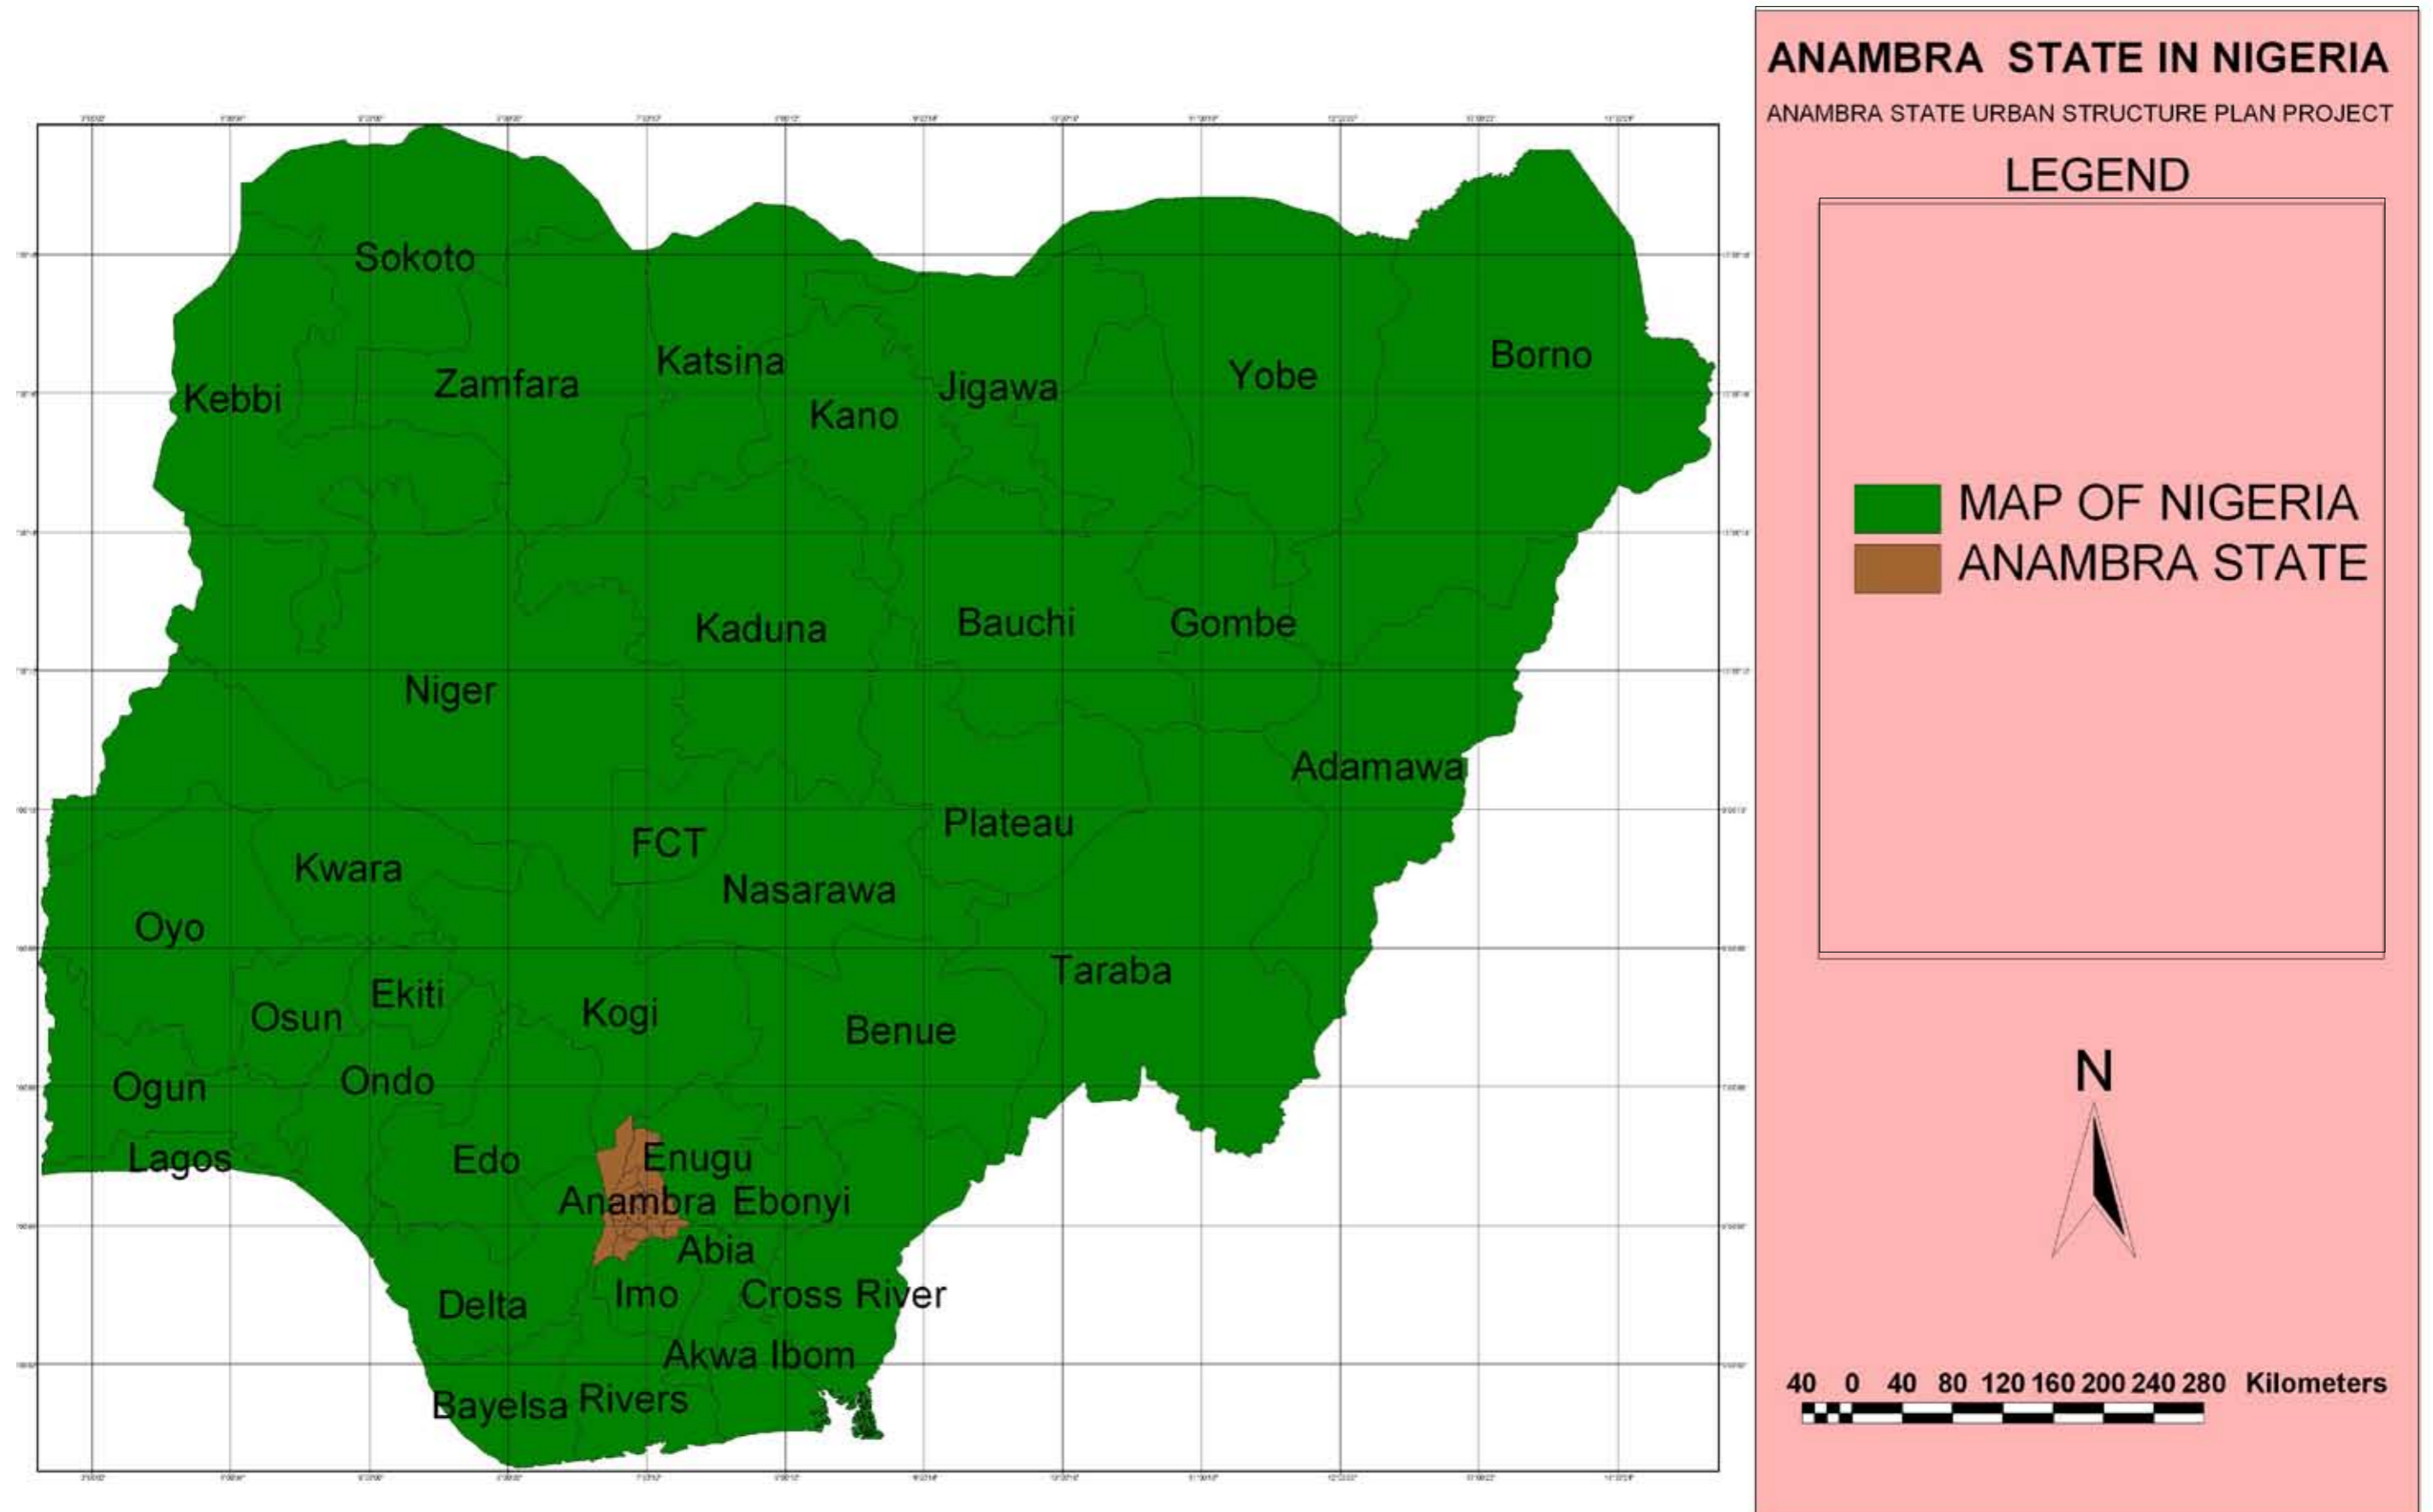 ANAMBRA STATE IN NIGERIA
ANAMBRA STATE URBAN STRUCTURE PLAN PROJECT
LEGEND
MAP OF NIGERIA
ANAMBRA STATE
N
40 0 40 80 120 160 200 240 280 Kilometers
Sokoto
Kebbi
Zamfara
Katsina
Kano
Jigawa
Yobe
Borno
Niger
Kaduna
Bauchi
Gombe
Adamawa
Kwara
FCT
Plateau
Nasarawa
Oyo
Taraba
Osun
Ekiti
Kogi
Benue
Ogun
Ondo
Lagos
Edo
Enugu
Anambra
Ebonyi
Abia
Delta
Imo
Cross River
Akwa Ibom
Bayelsa
Rivers